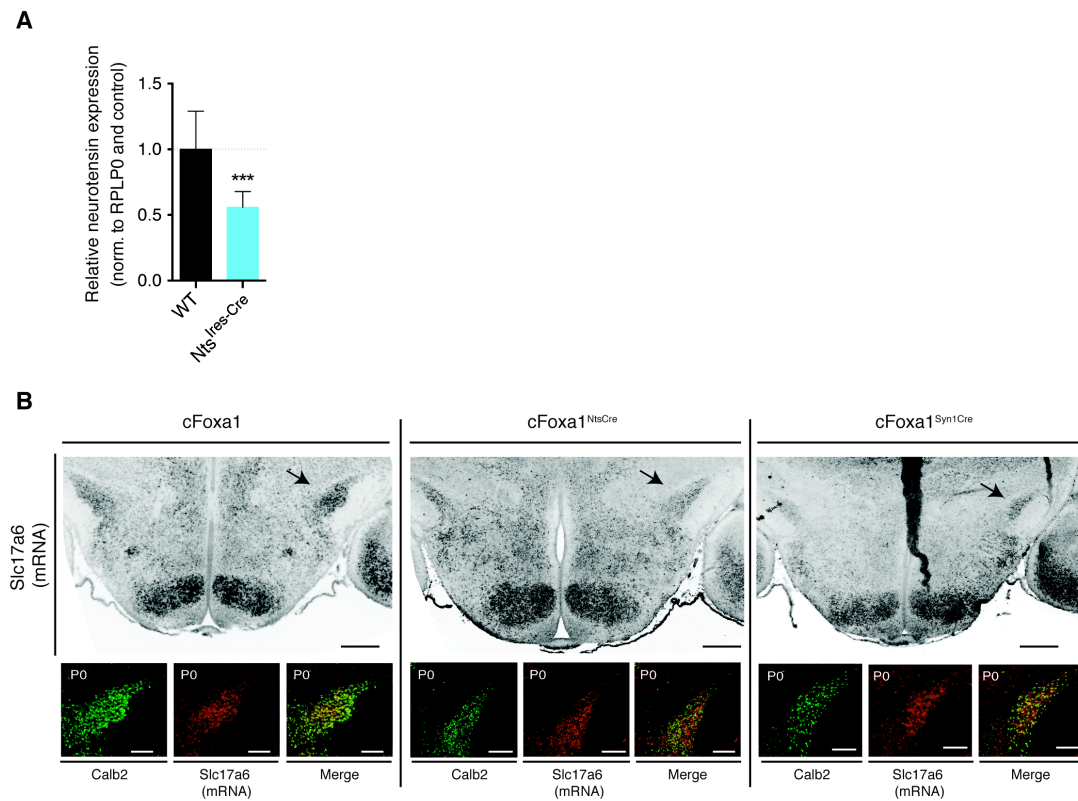 A
Relative neurotensin expression
(norm. to RPLP0 and control)
1.5
1.0
0.5
0.0
***
WT
Nts Ires-Cre
B
cFoxa1
cFoxa1 NtsCre
cFoxa1 Syn1Cre
Slc17a6
(mRNA)
P0
P0
P0
P0
P0
P0
P0
P0
P0
Calb2
Slc17a6
(mRNA)
Merge
Calb2
Slc17a6
(mRNA)
Merge
Calb2
Slc17a6
(mRNA)
Merge